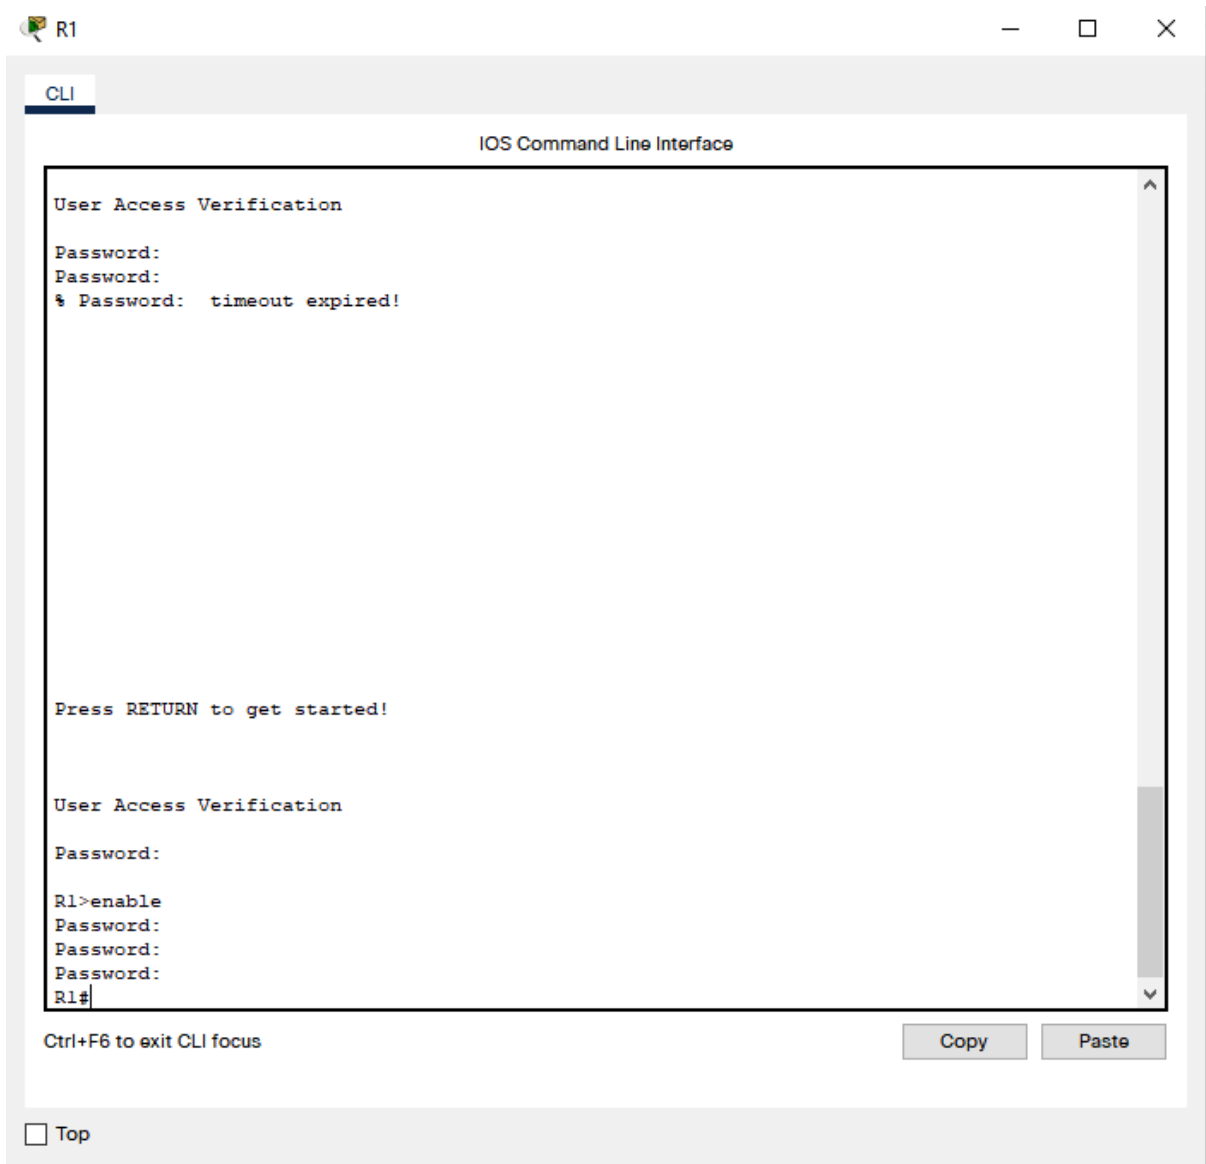 R1
CLI
IOS Command Line Interface
User Access Verification
Password:
Password:
% Password:  timeout expired!
Press RETURN to get started!
User Access Verification
Password:
R1>enable
Password:
Password:
Password:
R1#
Ctrl+F6 to exit CLI focus
Copy
Paste
Top